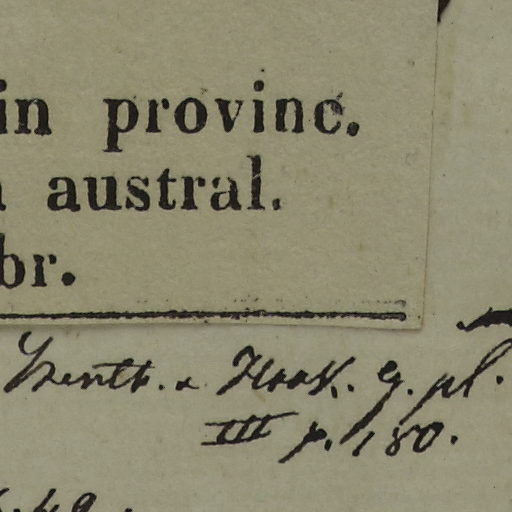 in provinc.
austral.
br.
Benth. & Hook. g. pl.
III p. 180.